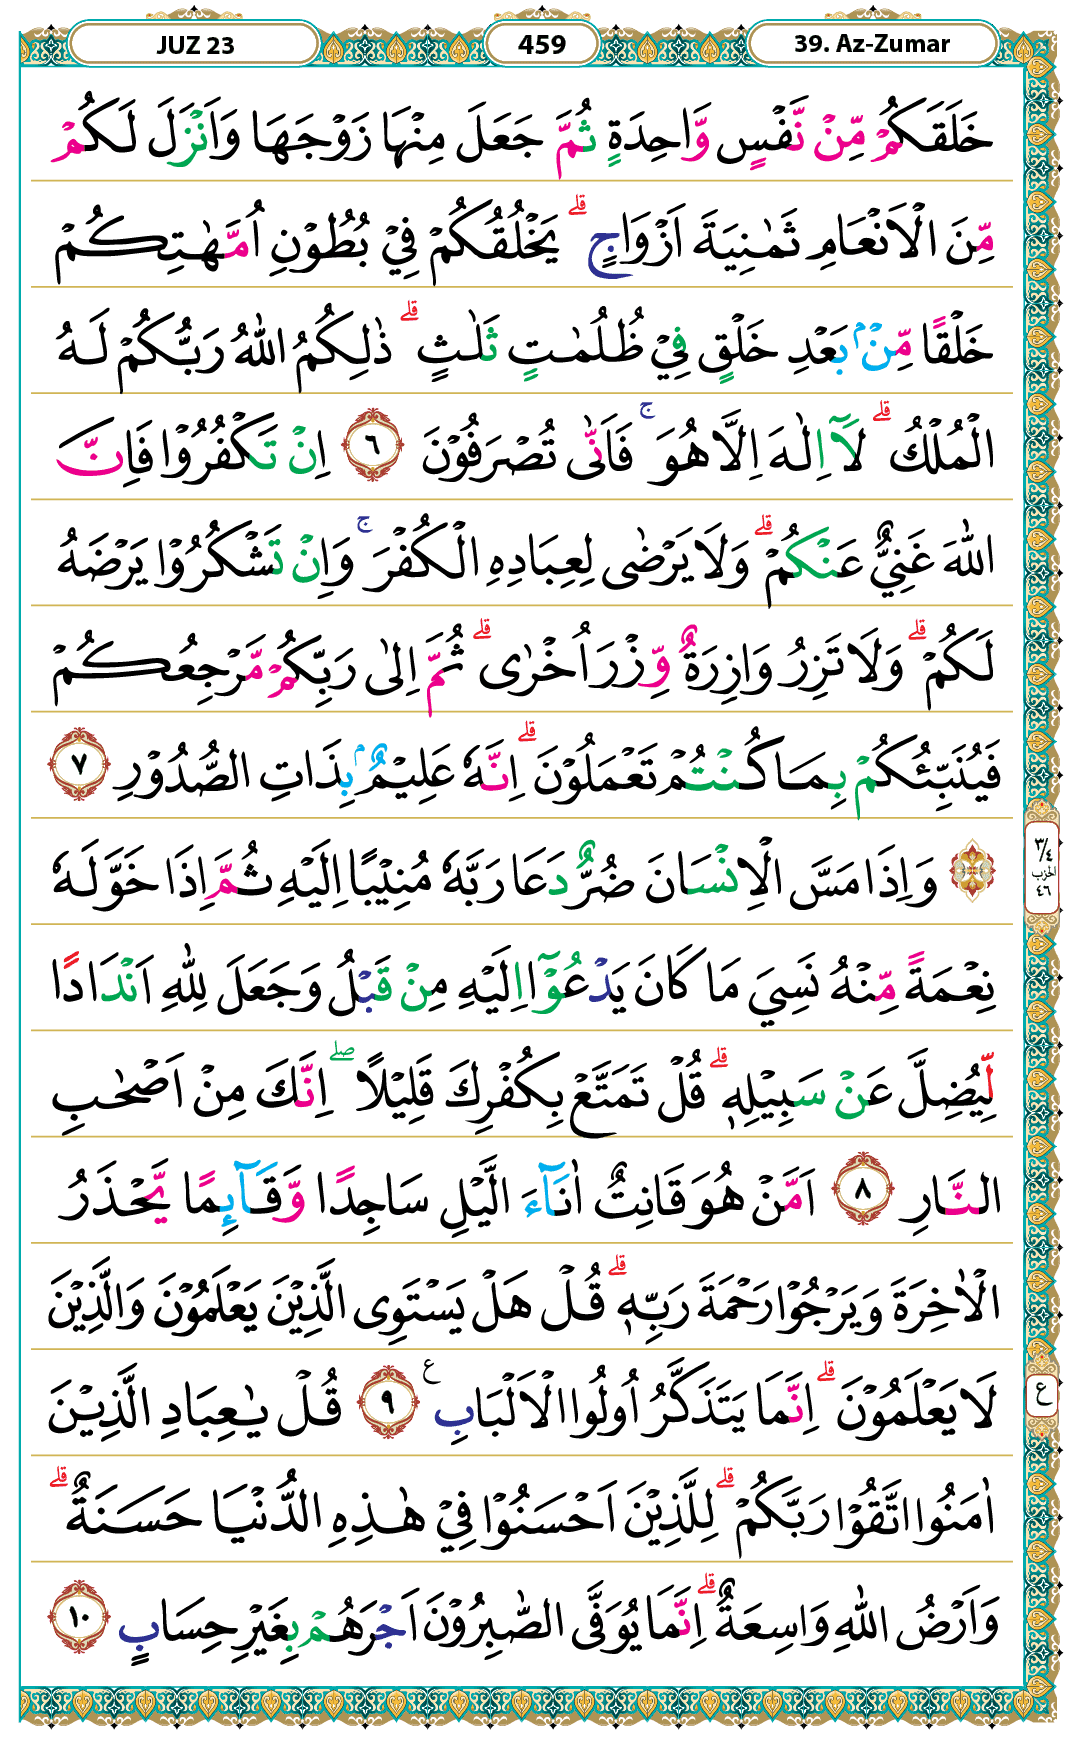 JUZ 23
459
39. Az-Zumar
خَلَقَكُمْ مِّنْ نَّفْسٍ وَّاحِدَةٍ ثُمَّ جَعَلَ مِنْهَا زَوْجَهَا وَاَنْزَلَ لَكُمْ
مِّنَ الْاَنْعَامِ ثَمٰنِيَةَ اَزْوَاجٍ ۗ يَخْلُقُكُمْ فِيْ بُطُوْنِ اُمَّهٰتِكُمْ
خَلْقًا مِّنْۢ بَعْدِ خَلْقٍ فِيْ ظُلُمٰتٍ ثَلٰثٍ ۗ ذٰلِكُمُ اللّٰهُ رَبُّكُمْ لَهُ
الْمُلْكُ ۗ لَآ اِلٰهَ اِلَّا هُوَ ۚ فَاَنّٰى تُصْرَفُوْنَ ٦ اِنْ تَكْفُرُوْا فَاِنَّ
اللّٰهَ غَنِيٌّ عَنْكُمْ ۗ وَلَا يَرْضٰى لِعِبَادِهِ الْكُفْرَ ۚ وَاِنْ تَشْكُرُوْا يَرْضَهُ
لَكُمْ ۗ وَلَا تَزِرُ وَازِرَةٌ وِّزْرَ اُخْرٰى ۗ ثُمَّ اِلٰى رَبِّكُمْ مَّرْجِعُكُمْ
فَيُنَبِّئُكُمْ بِمَا كُنْتُمْ تَعْمَلُوْنَ ۗ اِنَّهٗ عَلِيْمٌۢ بِذَاتِ الصُّدُوْرِ ٧
۞ وَاِذَا مَسَّ الْاِنْسَانَ ضُرٌّ دَعَا رَبَّهٗ مُنِيْبًا اِلَيْهِ ثُمَّ اِذَا خَوَّلَهٗ
٣/٤ الحزب ٤٦
نِعْمَةً مِّنْهُ نَسِيَ مَا كَانَ يَدْعُوْٓا اِلَيْهِ مِنْ قَبْلُ وَجَعَلَ لِلّٰهِ اَنْدَادًا
لِّيُضِلَّ عَنْ سَبِيْلِهٖ ۗ قُلْ تَمَتَّعْ بِكُفْرِكَ قَلِيْلًا ۖ اِنَّكَ مِنْ اَصْحٰبِ
النَّارِ ٨ اَمَّنْ هُوَ قَانِتٌ اٰنَاۤءَ الَّيْلِ سَاجِدًا وَّقَاۤىِٕمًا يَّحْذَرُ
الْاٰخِرَةَ وَيَرْجُوْا رَحْمَةَ رَبِّهٖ ۗ قُلْ هَلْ يَسْتَوِى الَّذِيْنَ يَعْلَمُوْنَ وَالَّذِيْنَ
لَا يَعْلَمُوْنَ ۗ اِنَّمَا يَتَذَكَّرُ اُولُوا الْاَلْبَابِ ࣖ ٩ قُلْ يٰعِبَادِ الَّذِيْنَ
ع
اٰمَنُوا اتَّقُوْا رَبَّكُمْ ۗ لِلَّذِيْنَ اَحْسَنُوْا فِيْ هٰذِهِ الدُّنْيَا حَسَنَةٌ ۗ
وَاَرْضُ اللّٰهِ وَاسِعَةٌ ۗ اِنَّمَا يُوَفَّى الصّٰبِرُوْنَ اَجْرَهُمْ بِغَيْرِ حِسَابٍ ١٠